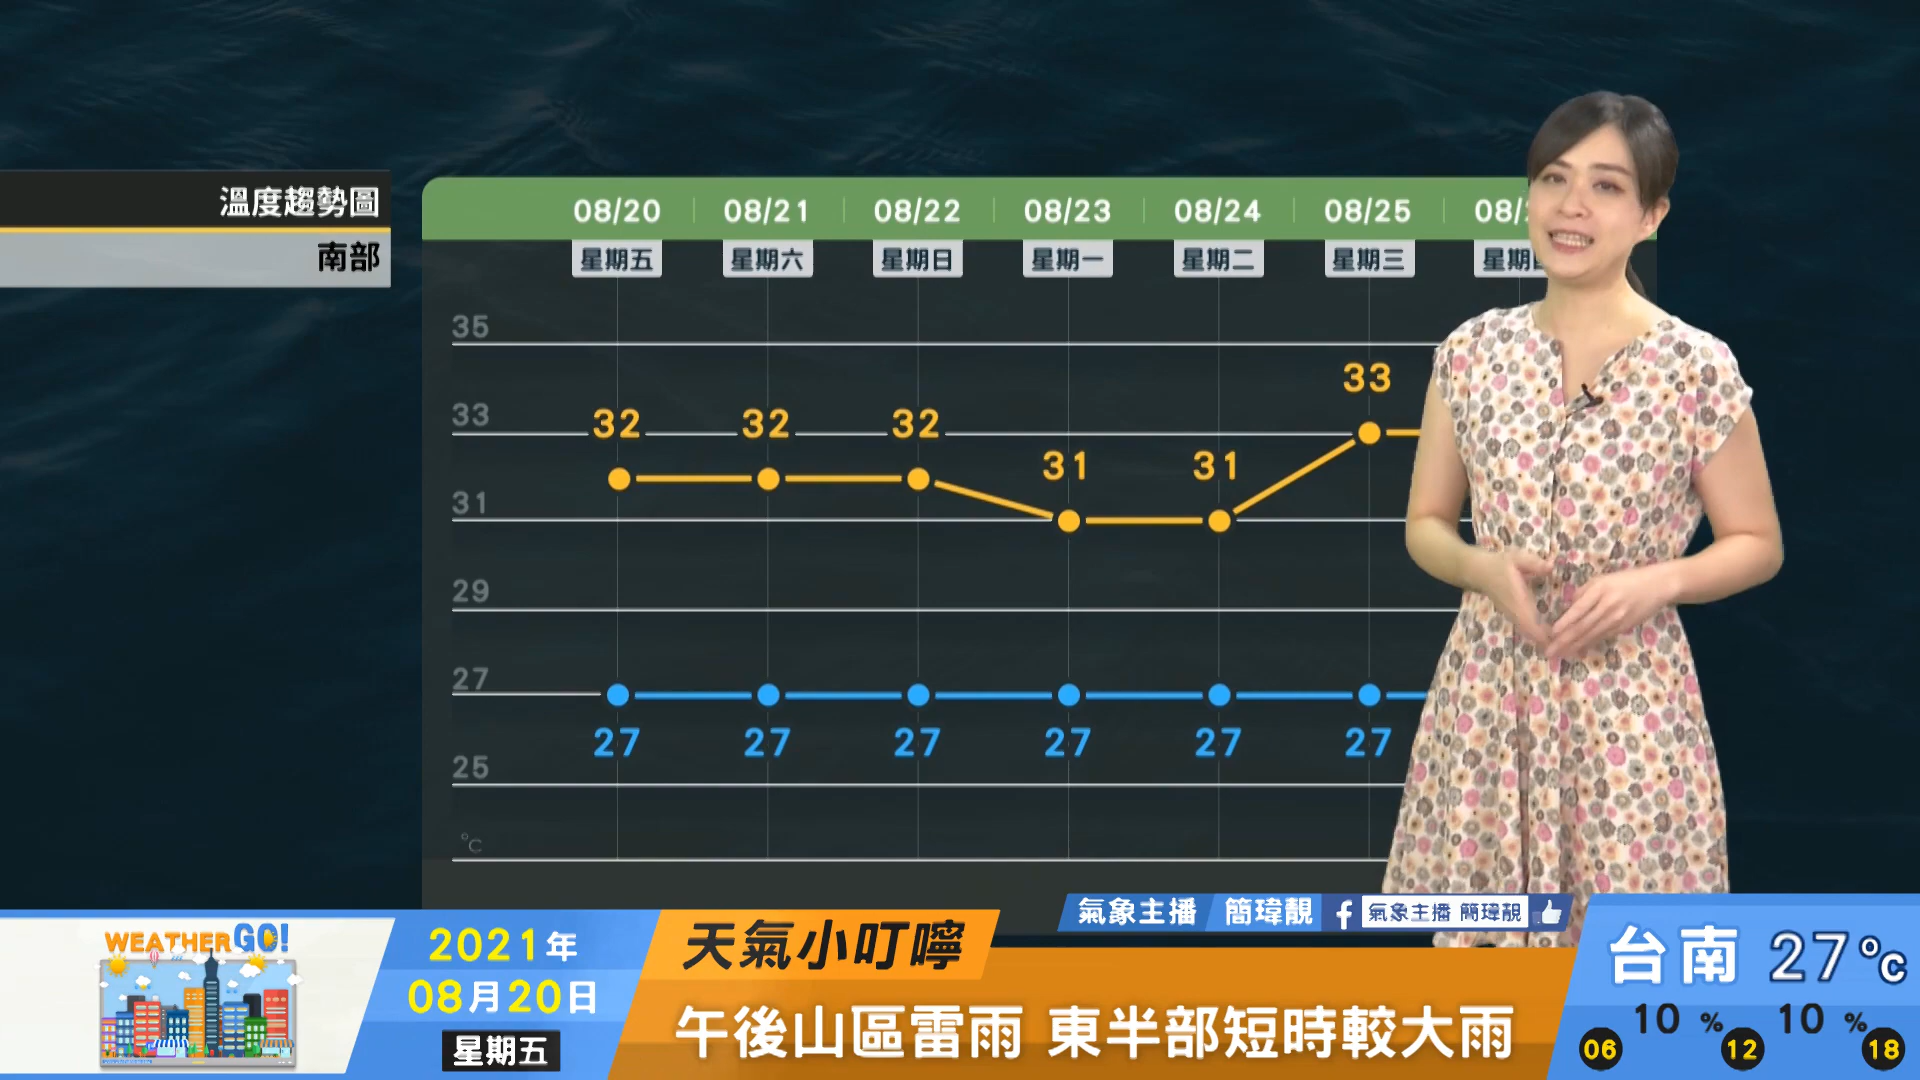 溫度趨勢圖
南部
08/20 08/21 08/22 08/23 08/24 08/25 08/
星期五 星期六 星期日 星期一 星期二 星期三 星期
35
33
31
29
27
25
°C
32 32 32 31 31 33
27 27 27 27 27 27
氣象主播 簡瑋靚 f 氣象主播 簡瑋靚
WEATHER GO!
2021年
08月20日
星期五
天氣小叮嚀
午後山區雷雨 東半部短時較大雨
台南 27°C
10 % 10 %
06 12 18